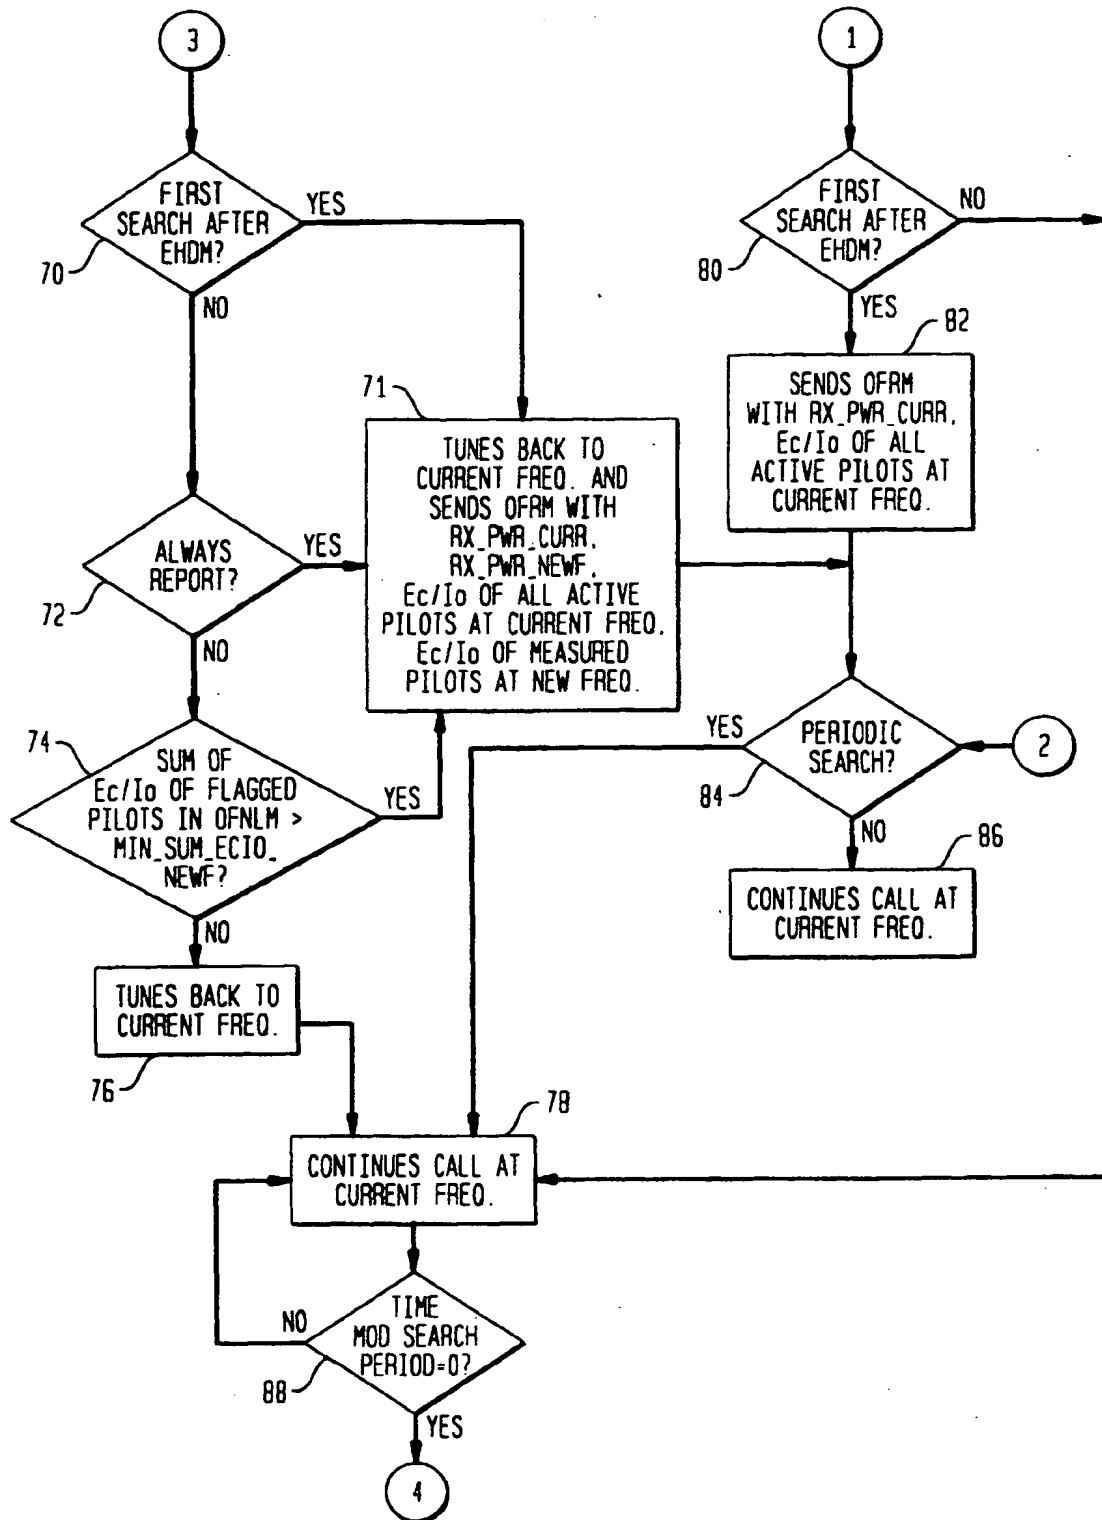 3
FIRST
SEARCH AFTER
EHDM?
YES
70
NO
71
TUNES BACK TO
CURRENT FREQ. AND
SENDS OFRM WITH
RX_PWR_CURR,
RX_PWR_NEWF,
Ec/Io OF ALL ACTIVE
PILOTS AT CURRENT FREQ,
Ec/Io OF MEASURED
PILOTS AT NEW FREQ.
ALWAYS
REPORT?
YES
72
NO
74
SUM OF
Ec/Io OF FLAGGED
PILOTS IN OFNLM >
MIN_SUM_ECIO_
NEWF?
YES
NO
TUNES BACK TO
CURRENT FREQ.
76
1
FIRST
SEARCH AFTER
EHDM?
NO
80
YES
82
SENDS OFRM
WITH RX_PWR_CURR,
Ec/Io OF ALL
ACTIVE PILOTS AT
CURRENT FREQ.
YES
PERIODIC
SEARCH?
2
84
NO
86
CONTINUES CALL AT
CURRENT FREQ.
78
CONTINUES CALL AT
CURRENT FREQ.
NO
TIME
MOD SEARCH
PERIOD=0?
88
YES
4